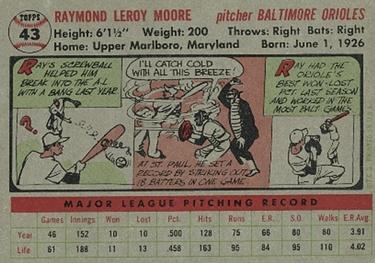 TOPPS
43
RAYMOND LEROY MOORE pitcher BALTIMORE ORIOLES
Height: 6'1½" Weight: 200 Throws: Right Bats: Right
Home: Upper Marlboro, Maryland Born: June 1, 1926
RAY'S SCREWBALL
HELPED HIM
BREAK INTO THE A.L.
WITH A BANG LAST YEAR.
?
I'LL CATCH COLD
WITH ALL THIS BREEZE!
AT ST. PAUL, HE SET A
RECORD BY STRIKING OUT
18 BATTERS IN ONE GAME
RAY HAD THE
ORIOLE'S
BEST WON-LOST
PCT. LAST SEASON
AND WORKED IN
THE MOST BALT. GAMES
MAJOR LEAGUE PITCHING RECORD
Games Innings Won Lost Pct. Hits Runs E.R. S.O. Walks E.R.Avg.
Year 46 152 10 10 .500 128 75 66 80 80 3.91
Life 61 188 11 13 .458 163 95 84 95 110 4.02